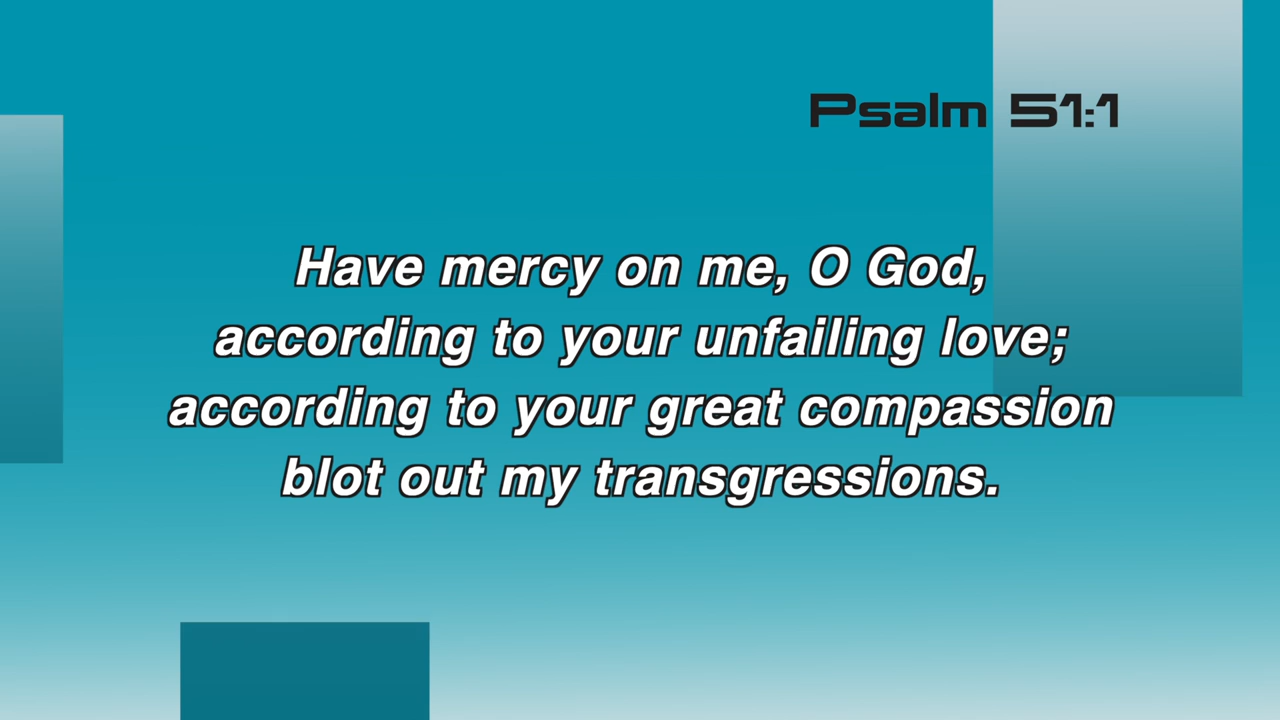 Psalm 51:1
Have mercy on me, O God,
according to your unfailing love;
according to your great compassion
blot out my transgressions.